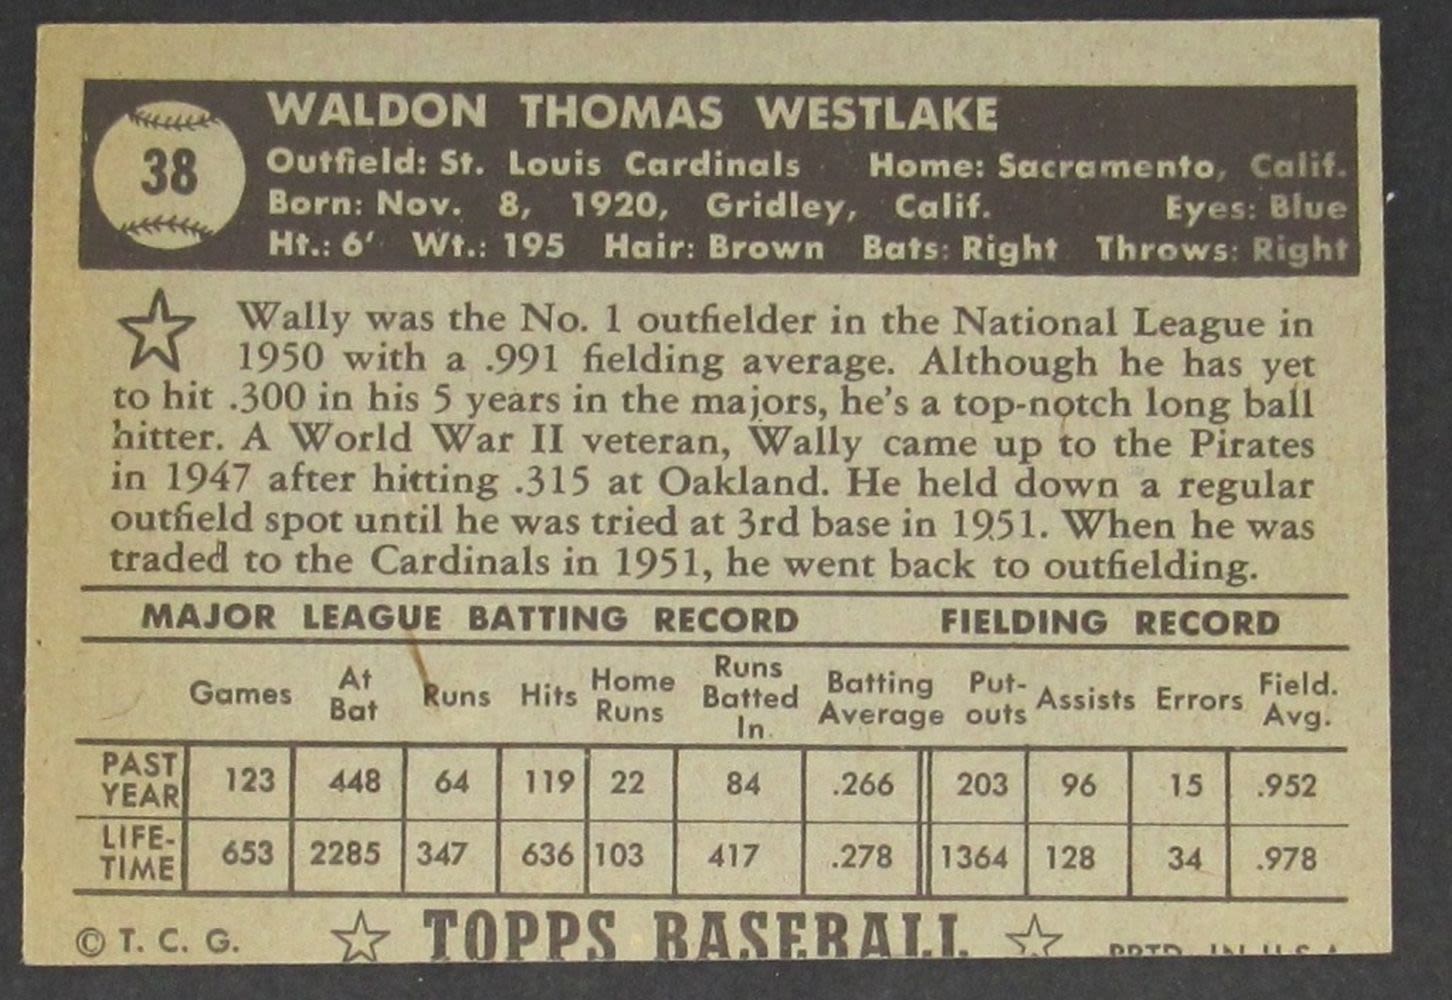 38
WALDON THOMAS WESTLAKE
Outfield: St. Louis Cardinals Home: Sacramento, Calif.
Born: Nov. 8, 1920, Gridley, Calif. Eyes: Blue
Ht.: 6' Wt.: 195 Hair: Brown Bats: Right Throws: Right
Wally was the No. 1 outfielder in the National League in
1950 with a .991 fielding average. Although he has yet
to hit .300 in his 5 years in the majors, he's a top-notch long ball
hitter. A World War II veteran, Wally came up to the Pirates
in 1947 after hitting .315 at Oakland. He held down a regular
outfield spot until he was tried at 3rd base in 1951. When he was
traded to the Cardinals in 1951, he went back to outfielding.
MAJOR LEAGUE BATTING RECORD FIELDING RECORD
Games At Bat Runs Hits Home Runs Runs Batted In. Batting Average Put-outs Assists Errors Field. Avg.
PAST YEAR 123 448 64 119 22 84 .266 203 96 15 .952
LIFE-TIME 653 2285 347 636 103 417 .278 1364 128 34 .978
© T. C. G. TOPPS BASEBALL PRTD. IN U.S.A.